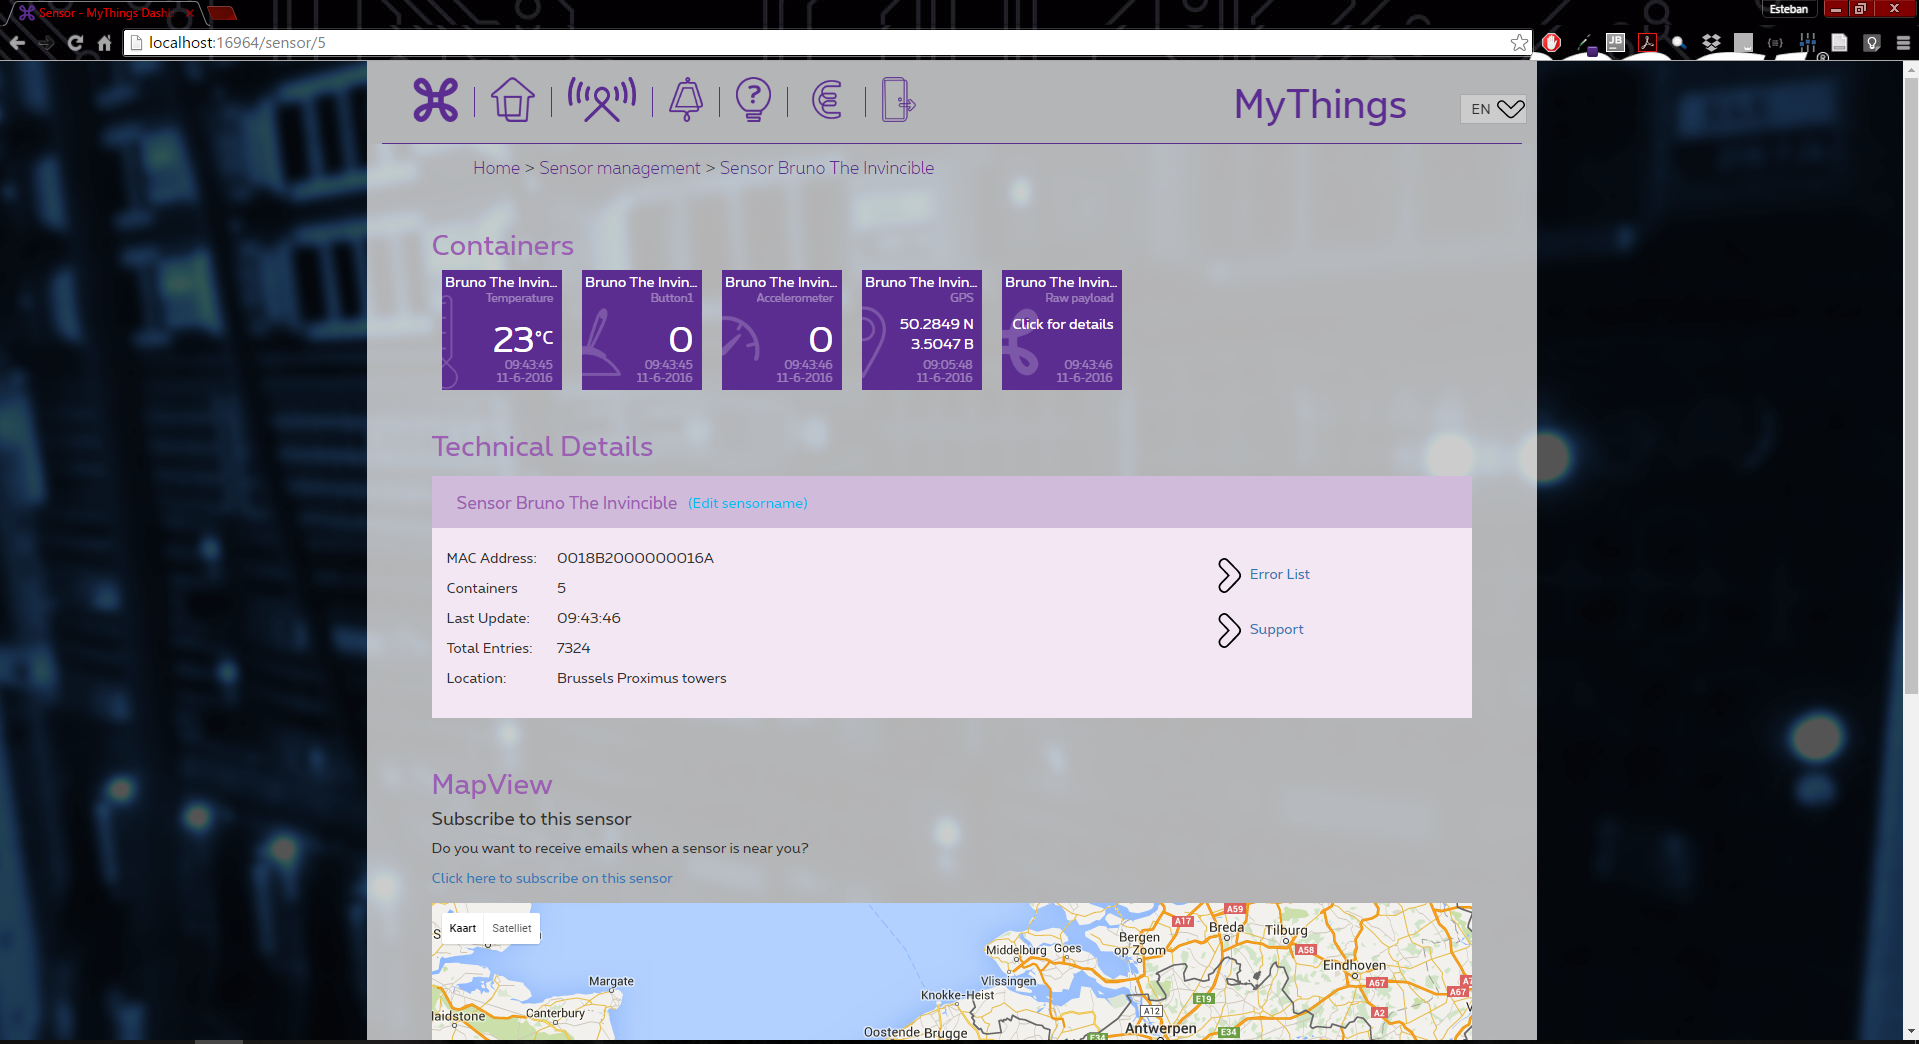 Sensor - MyThings Dash
Esteban
localhost:16964/sensor/5
MyThings
EN
Home > Sensor management > Sensor Bruno The Invincible
Containers
Bruno The Invin...
Temperature
23°C
09:43:45
11-6-2016
Bruno The Invin...
Button1
0
09:43:45
11-6-2016
Bruno The Invin...
Accelerometer
0
09:43:46
11-6-2016
Bruno The Invin...
GPS
50.2849 N
3.5047 B
09:05:48
11-6-2016
Bruno The Invin...
Raw payload
Click for details
09:43:46
11-6-2016
Technical Details
Sensor Bruno The Invincible (Edit sensorname)
MAC Address: 0018B2000000016A
Containers 5
Last Update: 09:43:46
Total Entries: 7324
Location: Brussels Proximus towers
Error List
Support
MapView
Subscribe to this sensor
Do you want to receive emails when a sensor is near you?
Click here to subscribe on this sensor
Kaart Satelliet
A59
A17
Breda
Tilburg
Bergen
op Zoom
Middelburg
Goes
A58
Eindhoven
Margate
Vlissingen
A67
A67
Knokke-Heist
E19
Canterbury
A12
A2
aidstone
Oostende
Brugge
Antwerpen
E34
E34